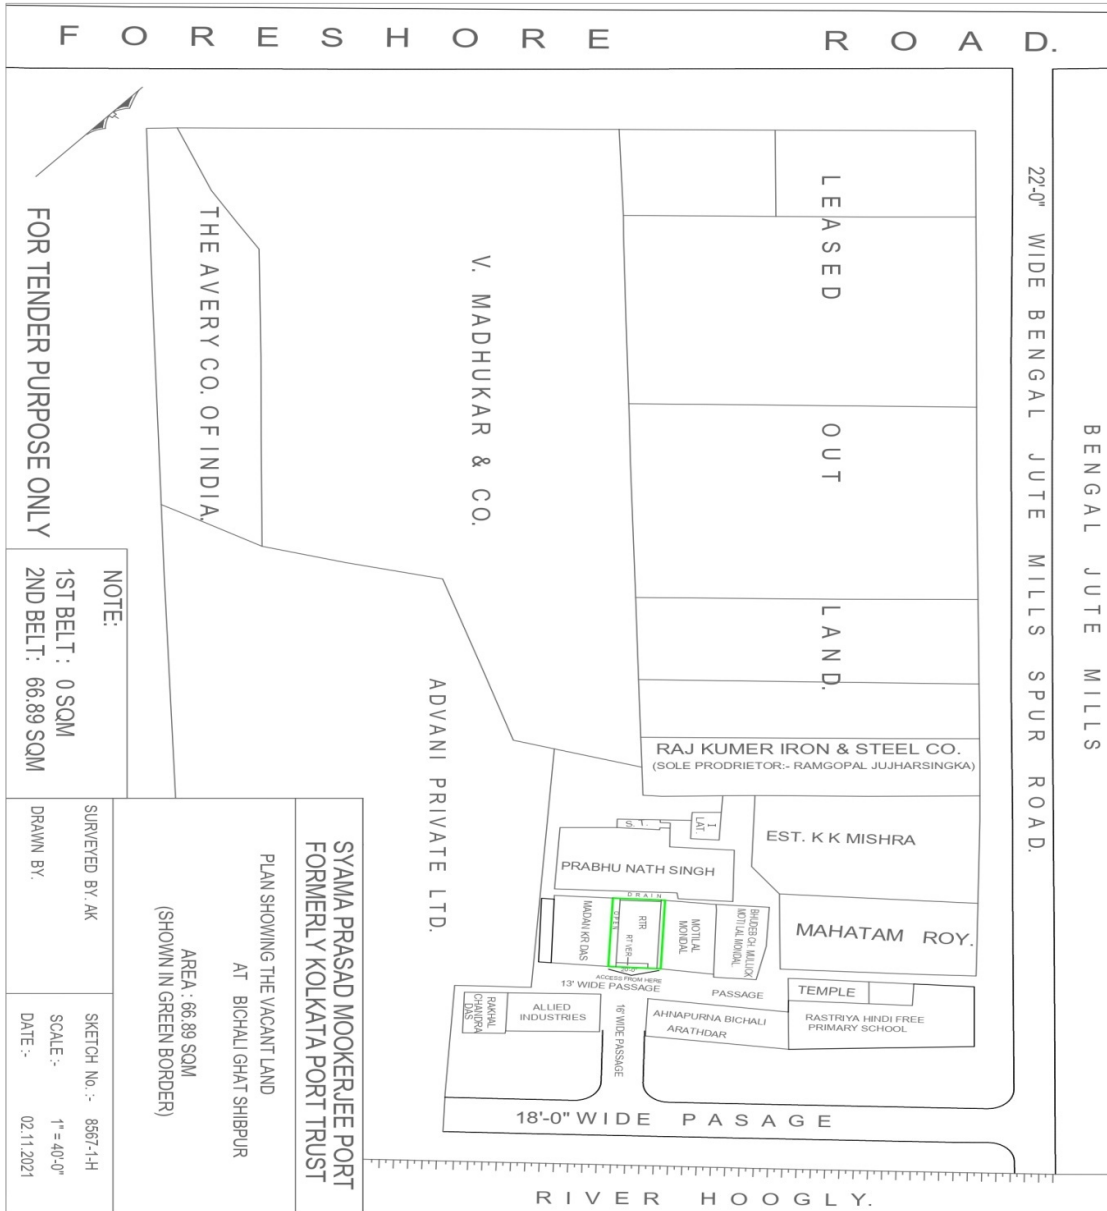 FORESHORE ROAD.
22'-0" WIDE BENGAL JUTE MILLS SPUR ROAD.
BENGAL JUTE MILLS
LEASED OUT LAND.
V. MADHUKAR & CO.
THE AVERY CO. OF INDIA.
FOR TENDER PURPOSE ONLY
ADVANI PRIVATE LTD.
RAJ KUMER IRON & STEEL CO.
(SOLE PRODRIETOR:- RAMGOPAL JUJHARSINGKA)
I
LAT.
S. T.
EST. K K MISHRA
PRABHU NATH SINGH
DRAIN
MADAN KR DAS
OPEN
RTR
MOTILAL
MONDAL
BHUDEB CH. MULLICK
MOTILAL MONDAL
MAHATAM ROY.
ACCESS FROM HERE
13' WIDE PASSAGE
PASSAGE
TEMPLE
RAKHAL
CHANDRA
DAS
ALLIED
INDUSTRIES
16' WIDE PASSAGE
AHNAPURNA BICHALI
ARATHDAR
RASTRIYA HINDI FREE
PRIMARY SCHOOL
18'-0" WIDE PASAGE
RIVER HOOGLY.
NOTE:
1ST BELT : 0 SQM
2ND BELT: 66.89 SQM
SYAMA PRASAD MOOKERJEE PORT
FORMERLY KOLKATA PORT TRUST
PLAN SHOWING THE VACANT LAND
AT BICHALI GHAT SHIBPUR
AREA : 66.89 SQM
(SHOWN IN GREEN BORDER)
SURVEYED BY. AK
DRAWN BY.
SKETCH No. :- 8567-1-H
SCALE :- 1" = 40'-0"
DATE :- 02.11.2021